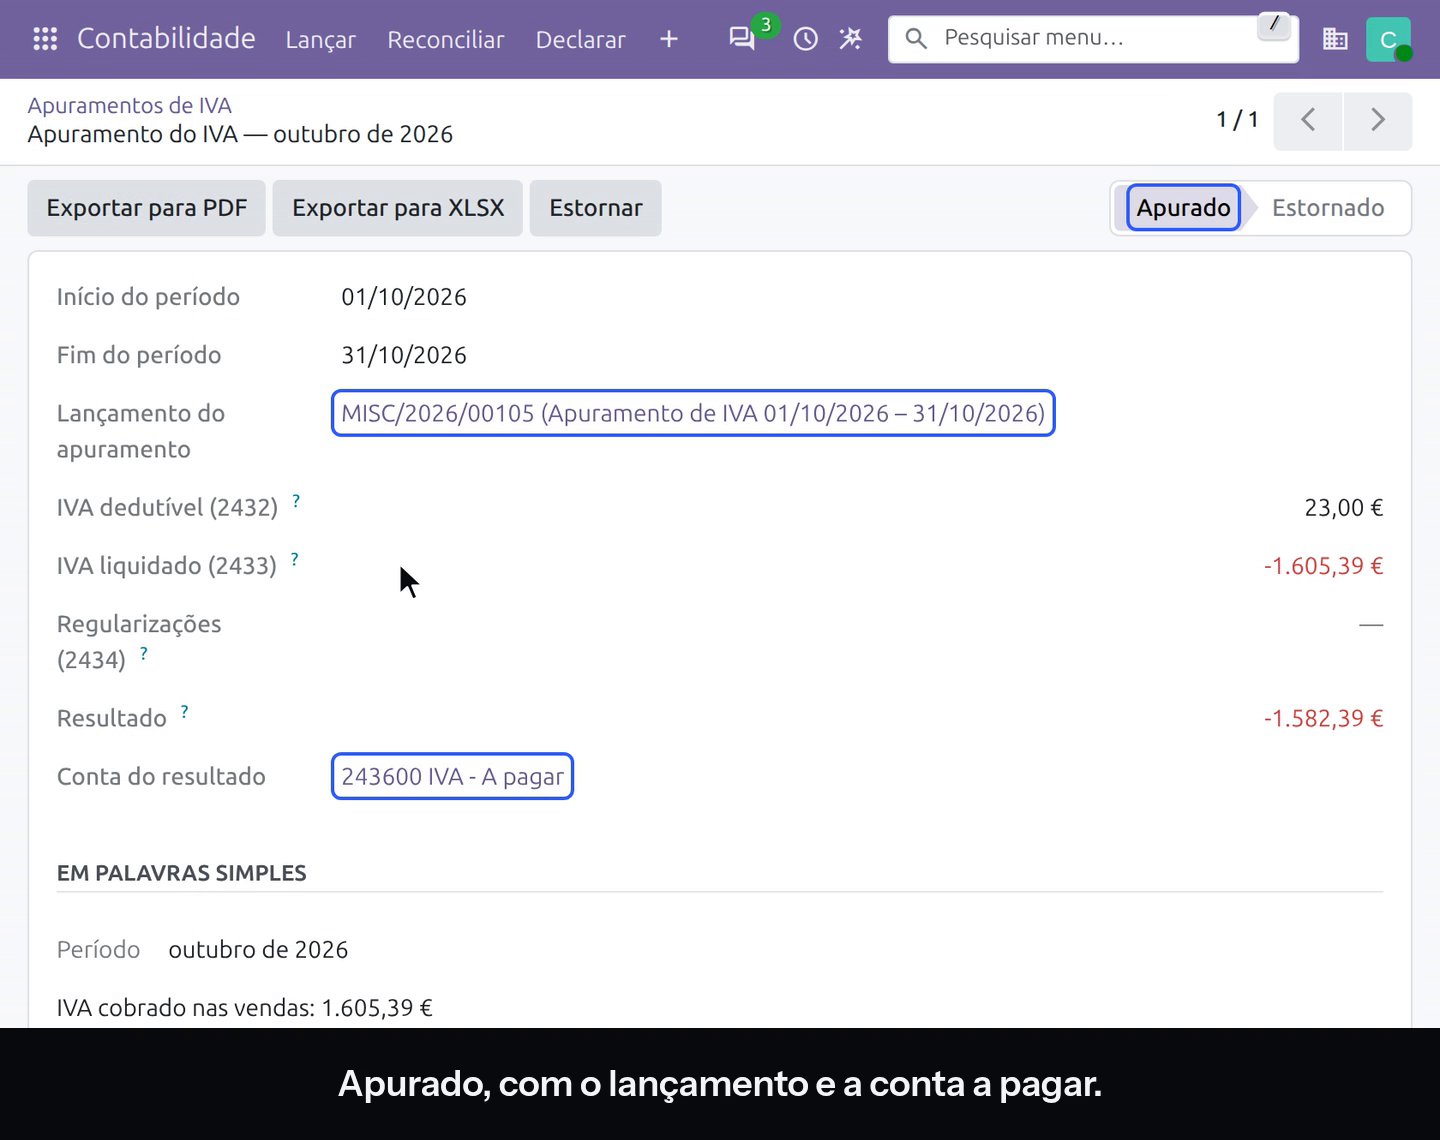 Contabilidade Lançar Reconciliar Declarar + 3 Pesquisar menu... / C
Apuramentos de IVA
Apuramento do IVA — outubro de 2026
1 / 1
Exportar para PDF Exportar para XLSX Estornar Apurado Estornado
Início do período 01/10/2026
Fim do período 31/10/2026
Lançamento do apuramento MISC/2026/00105 (Apuramento de IVA 01/10/2026 – 31/10/2026)
IVA dedutível (2432) ? 23,00 €
IVA liquidado (2433) ? -1.605,39 €
Regularizações (2434) ? —
Resultado ? -1.582,39 €
Conta do resultado 243600 IVA - A pagar
EM PALAVRAS SIMPLES
Período outubro de 2026
IVA cobrado nas vendas: 1.605,39 €
Apurado, com o lançamento e a conta a pagar.